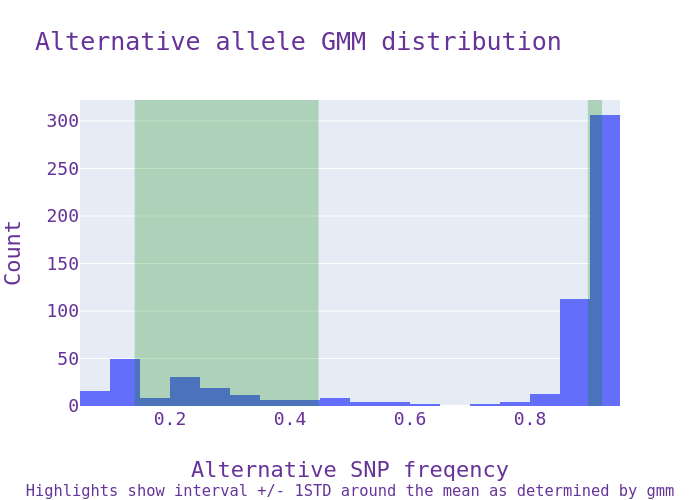 Alternative allele GMM distribution
300
250
200
150
100
50
0
Count
0.2 0.4 0.6 0.8
Alternative SNP freqency
Highlights show interval +/- 1STD around the mean as determined by gmm